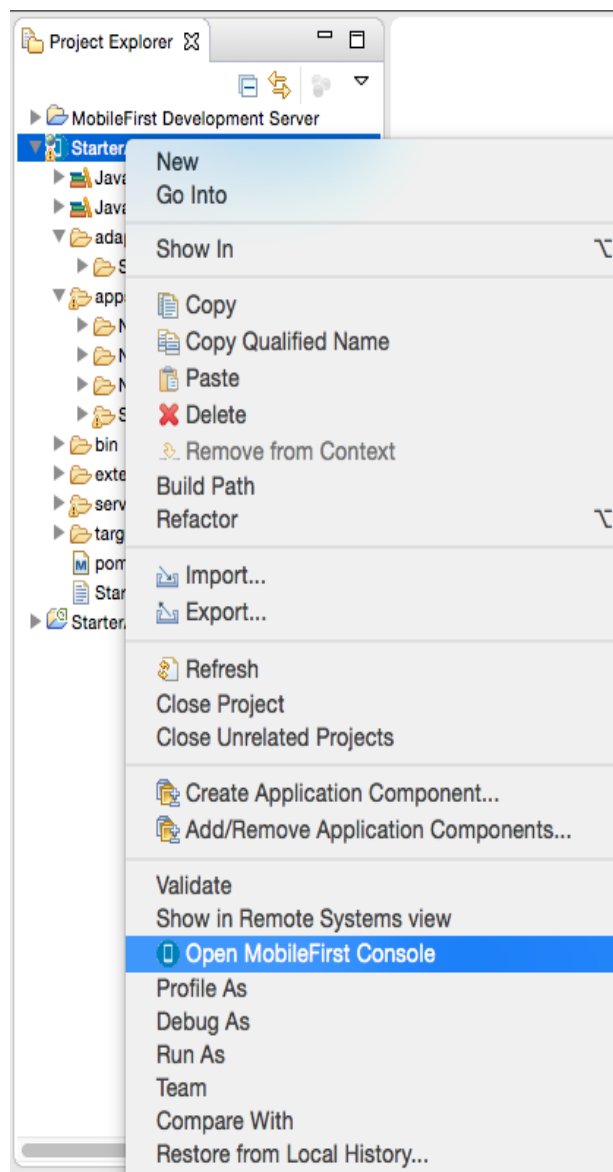 Project Explorer
MobileFirst Development Server
Starter
New
Java
Go Into
Java
ada
Show In
S
app
Copy
N
Copy Qualified Name
N
Paste
N
Delete
S
bin
Remove from Context
exte
Build Path
serv
Refactor
targ
pom
Import...
Star
Export...
Starter
Refresh
Close Project
Close Unrelated Projects
Create Application Component...
Add/Remove Application Components...
Validate
Show in Remote Systems view
Open MobileFirst Console
Profile As
Debug As
Run As
Team
Compare With
Restore from Local History...